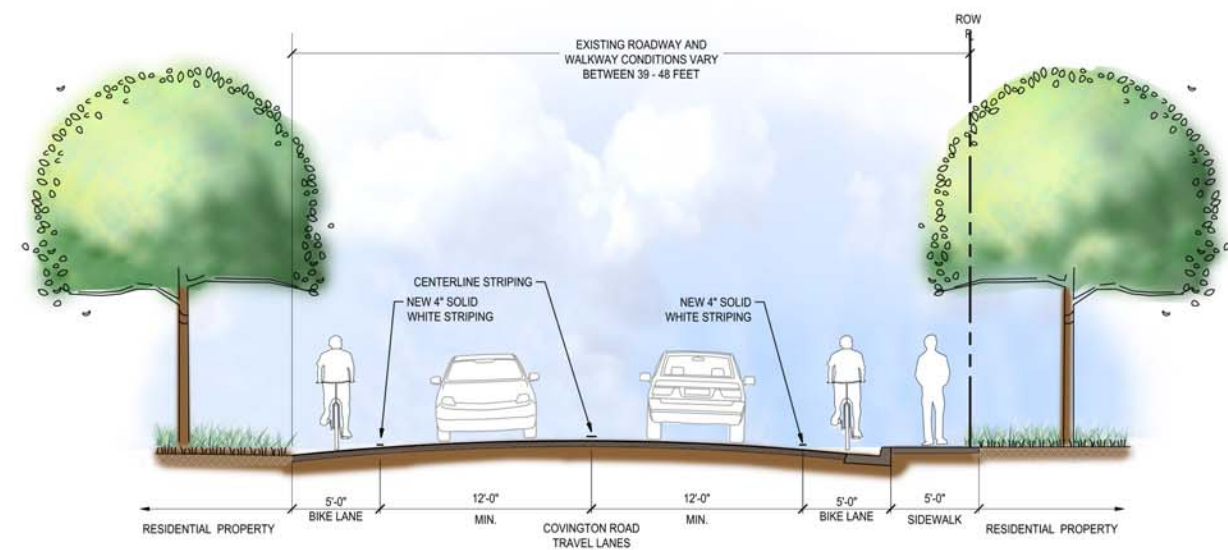 ROW
EXISTING ROADWAY AND
WALKWAY CONDITIONS VARY
BETWEEN 39 - 48 FEET
CENTERLINE STRIPING
NEW 4" SOLID
WHITE STRIPING
NEW 4" SOLID
WHITE STRIPING
5'-0"
BIKE LANE
12'-0"
MIN.
12'-0"
MIN.
5'-0"
BIKE LANE
5'-0"
SIDEWALK
RESIDENTIAL PROPERTY
COVINGTON ROAD
TRAVEL LANES
RESIDENTIAL PROPERTY